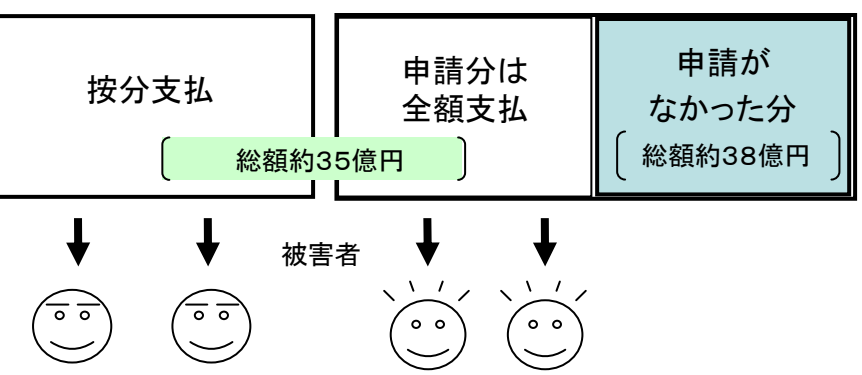 按分支払
申請分は
全額支払
申請が
なかった分
総額約35億円
総額約38億円
被害者